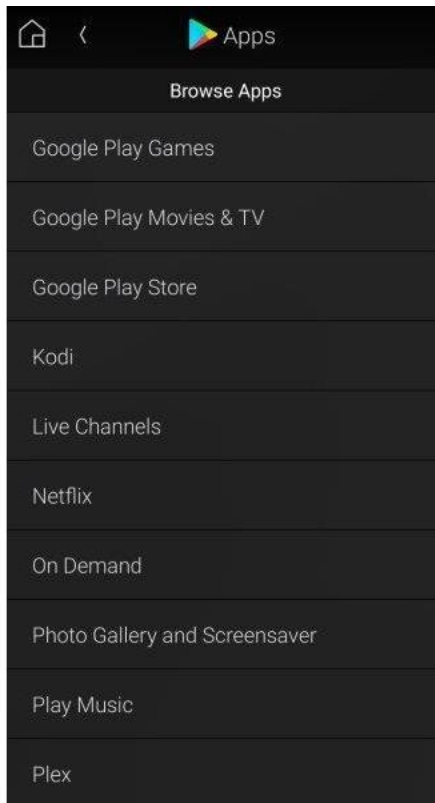 Apps
Browse Apps
Google Play Games
Google Play Movies & TV
Google Play Store
Kodi
Live Channels
Netflix
On Demand
Photo Gallery and Screensaver
Play Music
Plex